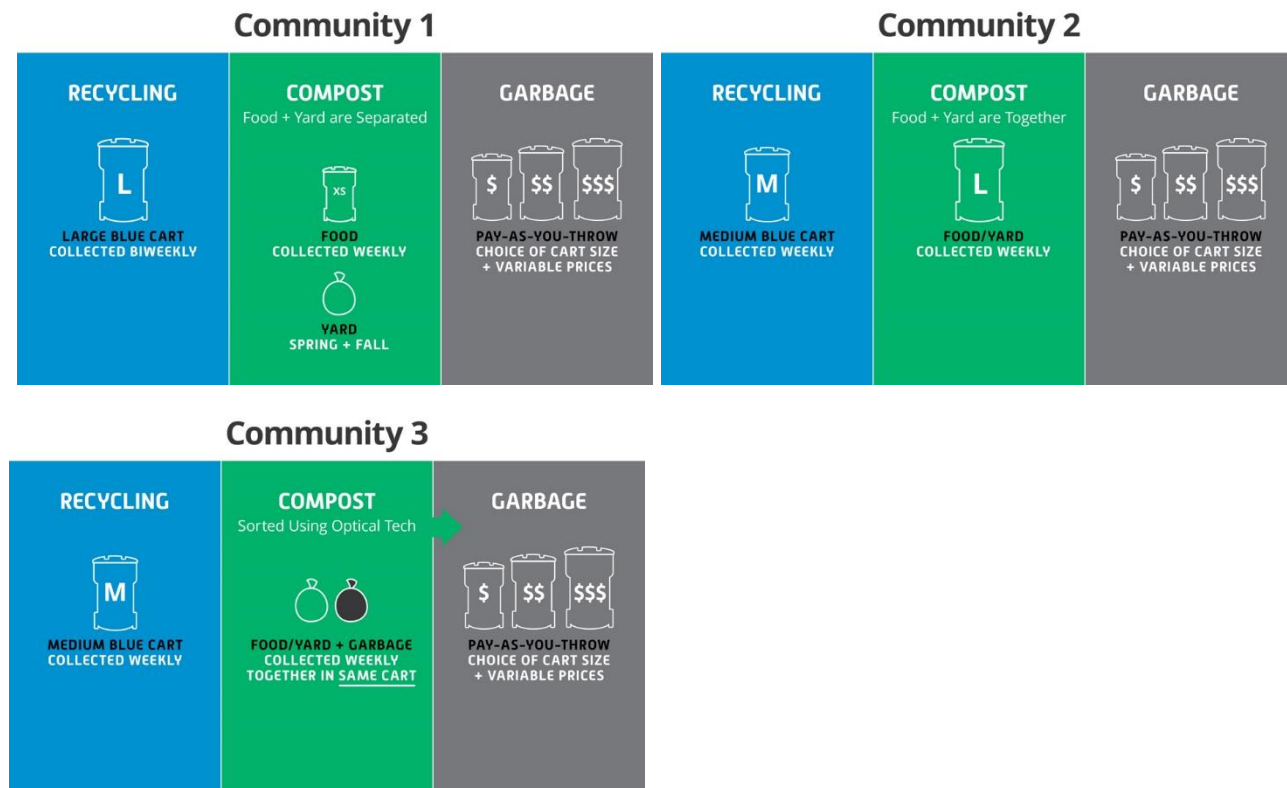 Community 1
RECYCLING
L
LARGE BLUE CART
COLLECTED BIWEEKLY
COMPOST
Food + Yard are Separated
XS
FOOD
COLLECTED WEEKLY
YARD
SPRING + FALL
GARBAGE
$ $$ $$$
PAY-AS-YOU-THROW
CHOICE OF CART SIZE
+ VARIABLE PRICES
Community 2
RECYCLING
M
MEDIUM BLUE CART
COLLECTED WEEKLY
COMPOST
Food + Yard are Together
L
FOOD/YARD
COLLECTED WEEKLY
GARBAGE
$ $$ $$$
PAY-AS-YOU-THROW
CHOICE OF CART SIZE
+ VARIABLE PRICES
Community 3
RECYCLING
M
MEDIUM BLUE CART
COLLECTED WEEKLY
COMPOST
Sorted Using Optical Tech
FOOD/YARD + GARBAGE
COLLECTED WEEKLY
TOGETHER IN SAME CART
GARBAGE
$ $$ $$$
PAY-AS-YOU-THROW
CHOICE OF CART SIZE
+ VARIABLE PRICES